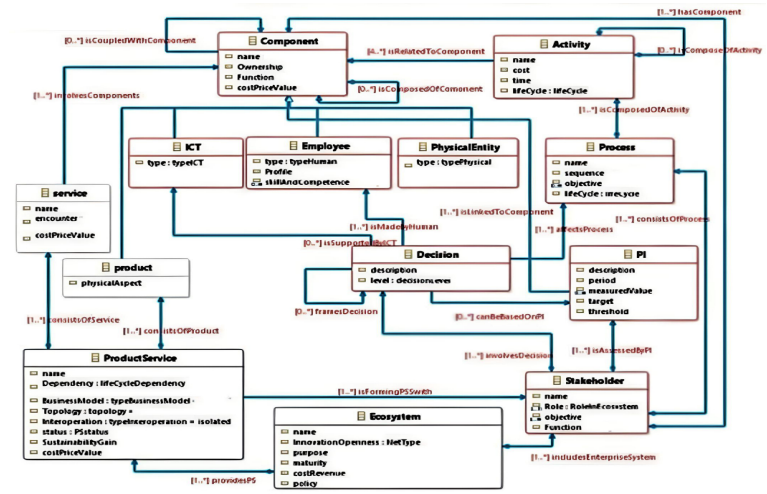 [1..*] hasComponent
Component
name
Ownership
Function
costPriceValue
[0..*] isCoupledWithComponent
[4..*] isRelatedToComponent
Activity
name
cost
time
lifeCycle : lifeCycle
[0..*] isComposeOfActivity
[1..*] involvesComponents
[0..*] isComposedOfComonent
[1..*] isComposedOfActivity
ICT
type : typeICT
Employee
type : typeHuman
Profile
skillAndCompetence
PhysicalEntity
type : typePhysical
Process
name
sequence
objective
lifeCycle : lifeCycle
service
name
encounter
costPriceValue
[1..*] isLinkedToComponent
[1..*] consistsOfProcess
[1..*] isMadebyHuman
[1..*] affectsProcess
[0..*] isSupportedByICT
product
physicalAspect
Decision
description
level : decisionLevel
PI
description
period
measuredValue
target
threshold
[1..*] consistsOfService
[1..*] consistsOfProduct
[0..*] framesDecision
[0..*] canBeBasedOnPI
[1..*] involvesDecision
[1..*] isAssessedByPI
ProductService
name
Dependency : lifeCycleDependency
BusinessModel : typeBusinessModel
Topology : topology
Interoperation : typeInteroperation = isolated
status : PSstatus
SustainabilityGain
costPriceValue
[1..*] isFormingPSSwith
Stakeholder
name
Role : RoleInEcosystem
objective
Function
Ecosystem
name
InnovationOpenness : NetType
purpose
maturity
costRevenue
policy
[1..*] providesPS
[1..*] includesEnterpriseSystem